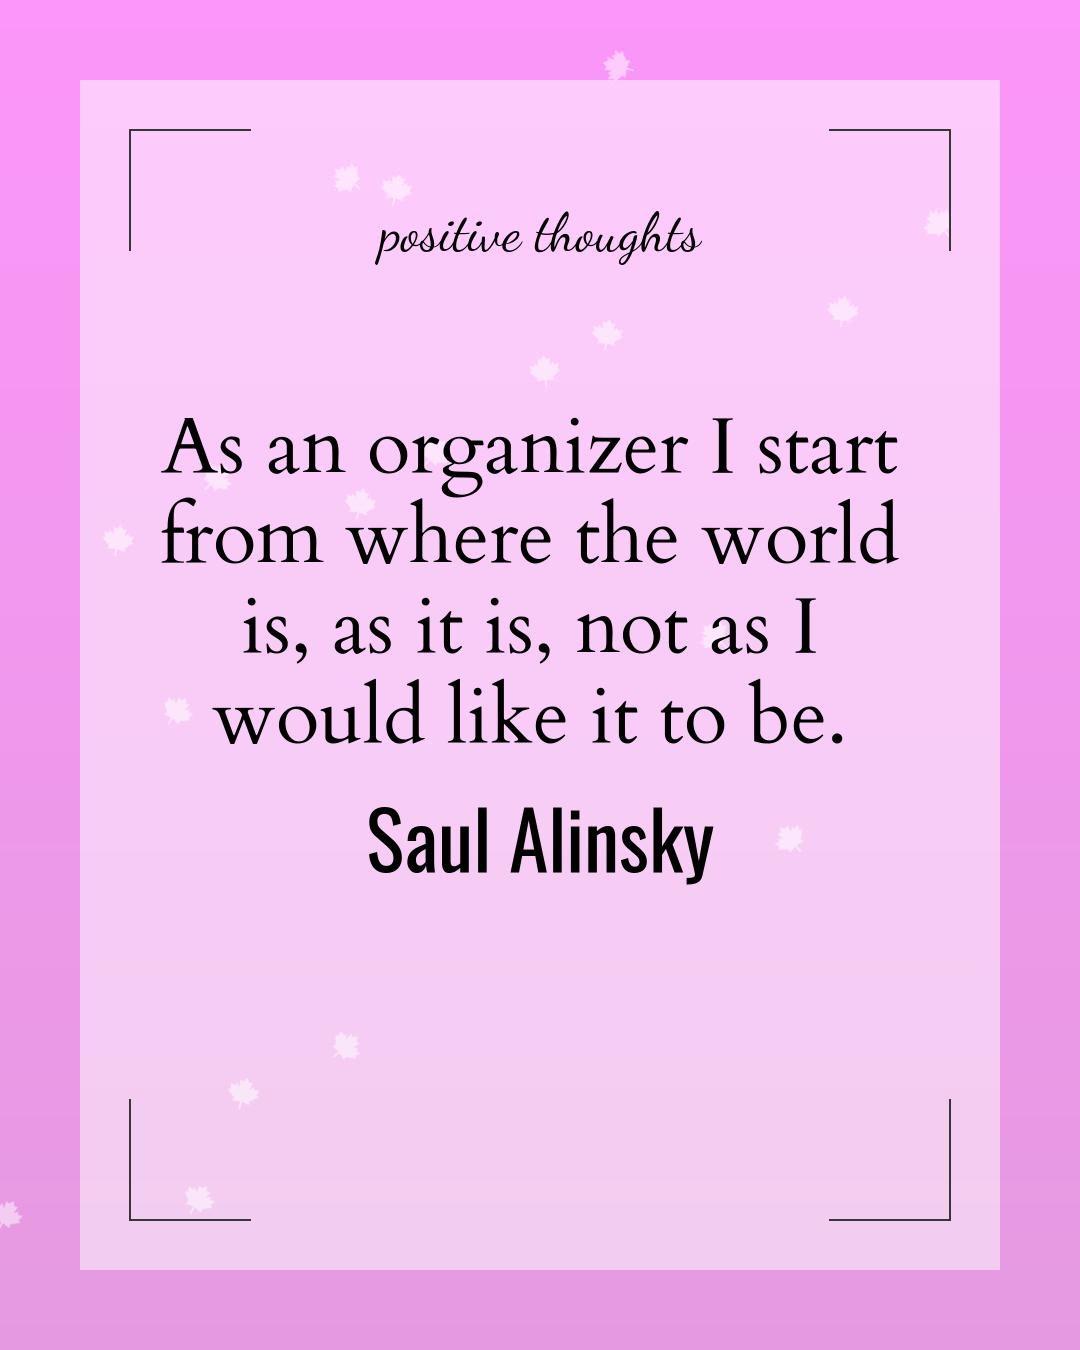 positive thoughts
As an organizer I start
from where the world
is, as it is, not as I
would like it to be.
Saul Alinsky